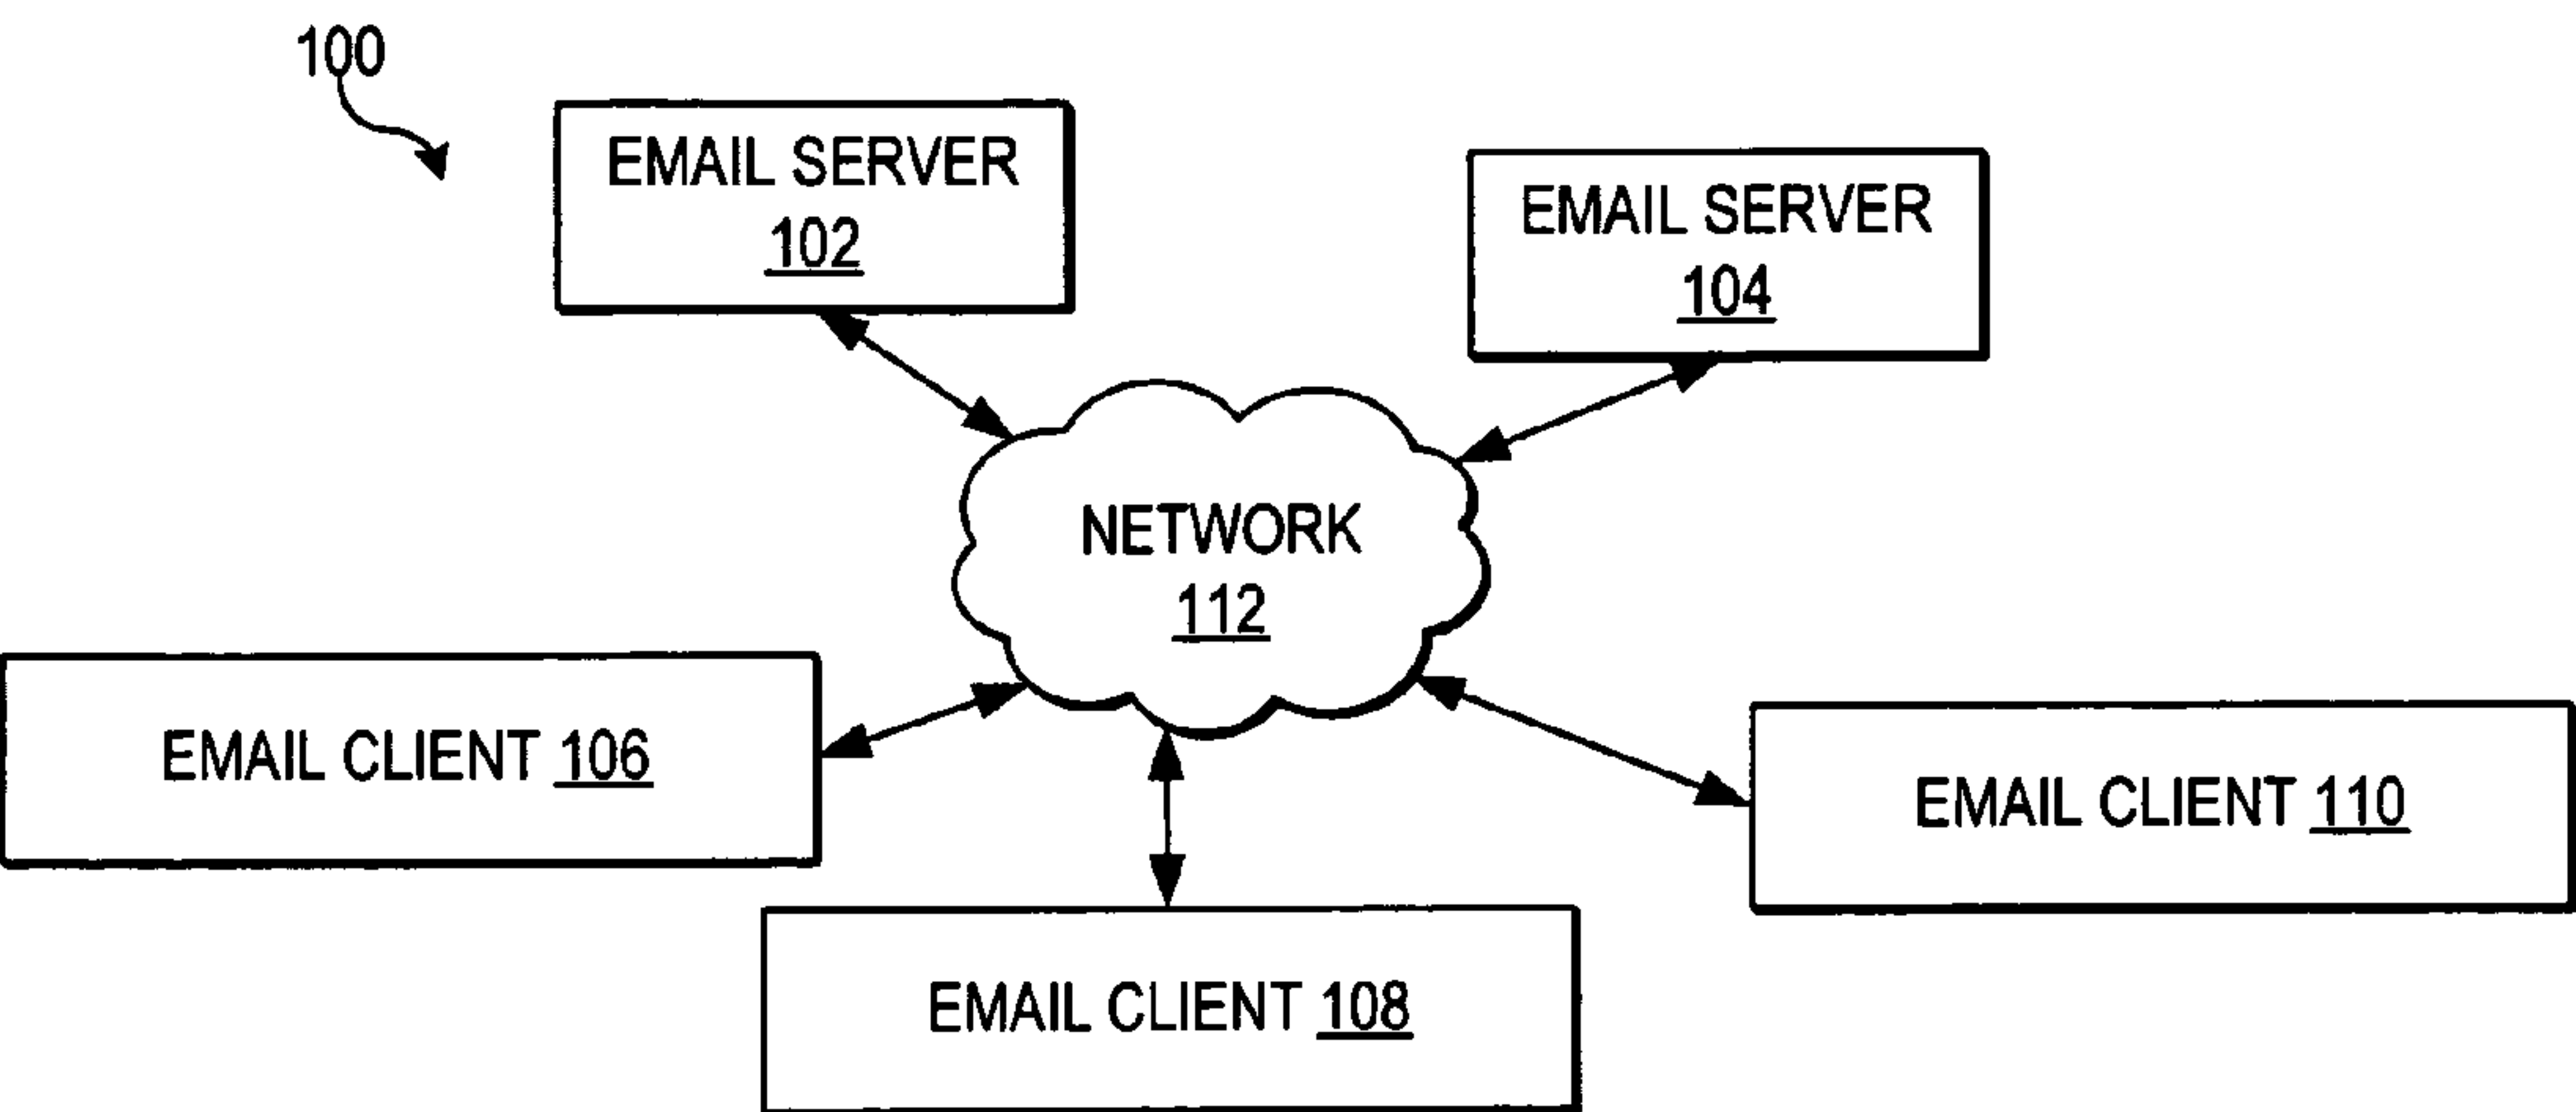 100
EMAIL SERVER
102
EMAIL SERVER
104
NETWORK
112
EMAIL CLIENT 106
EMAIL CLIENT 110
EMAIL CLIENT 108